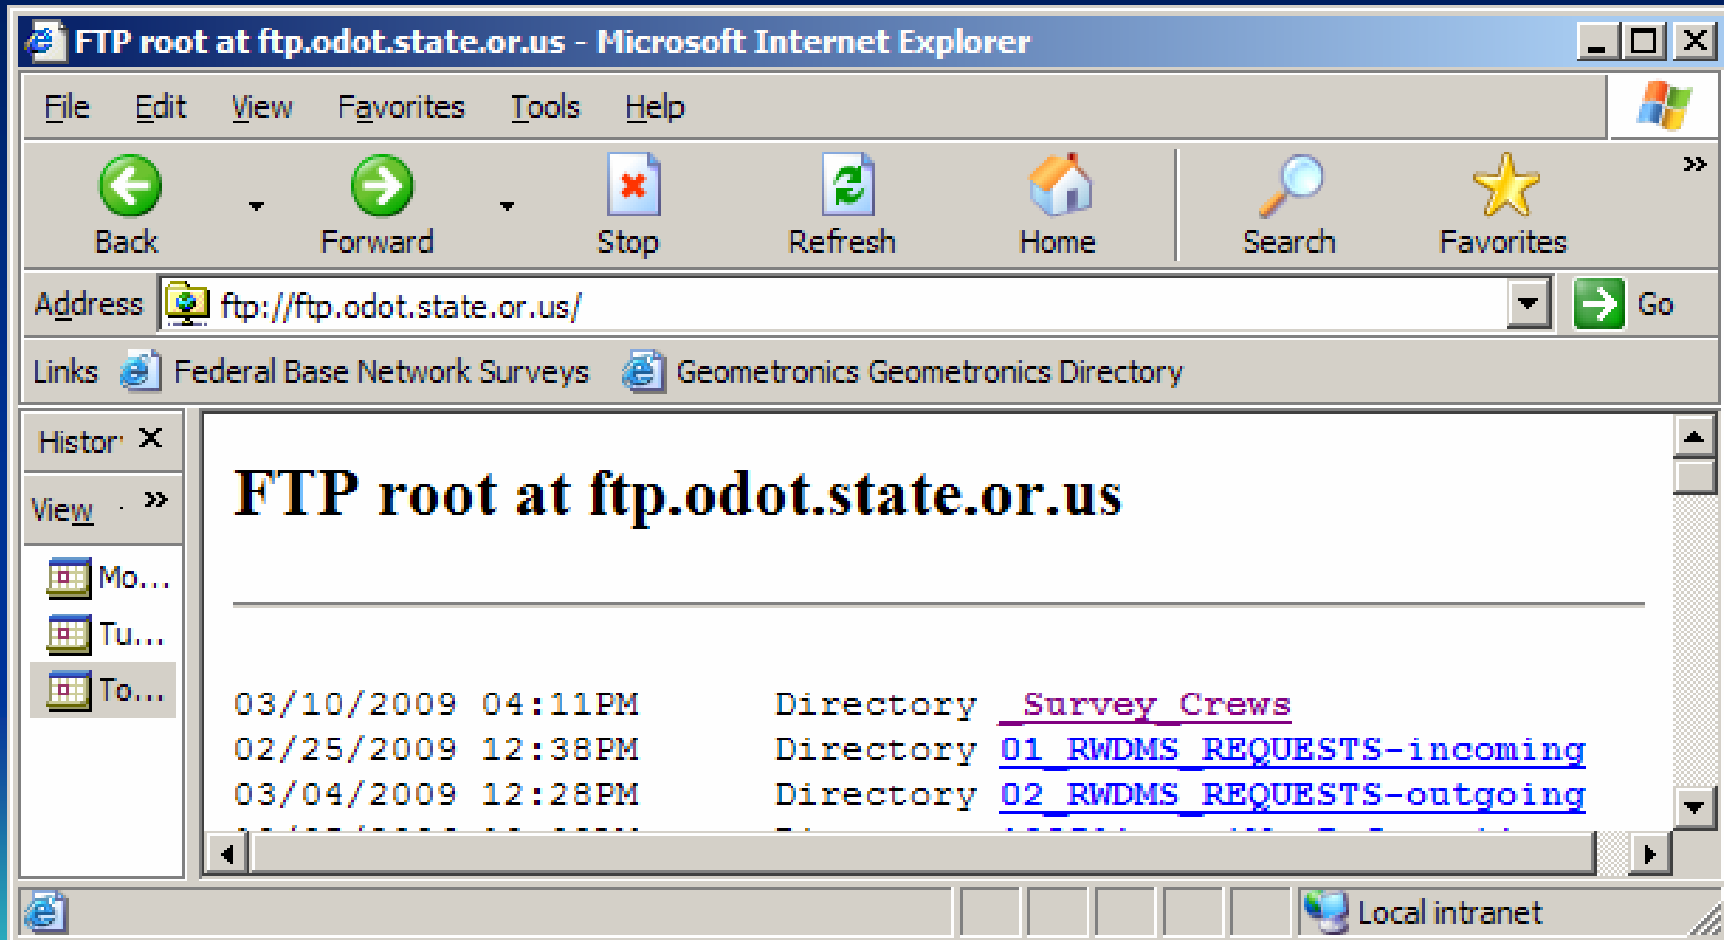 FTP root at ftp.odot.state.or.us - Microsoft Internet Explorer
File Edit View Favorites Tools Help
Back Forward Stop Refresh Home Search Favorites
Address ftp://ftp.odot.state.or.us/ Go
Links Federal Base Network Surveys Geometronics Geometronics Directory
Histor
View
FTP root at ftp.odot.state.or.us
Mo...
Tu...
To...
03/10/2009 04:11PM Directory _Survey_Crews
02/25/2009 12:38PM Directory 01_RWDMS_REQUESTS-incoming
03/04/2009 12:28PM Directory 02_RWDMS_REQUESTS-outgoing
Local intranet